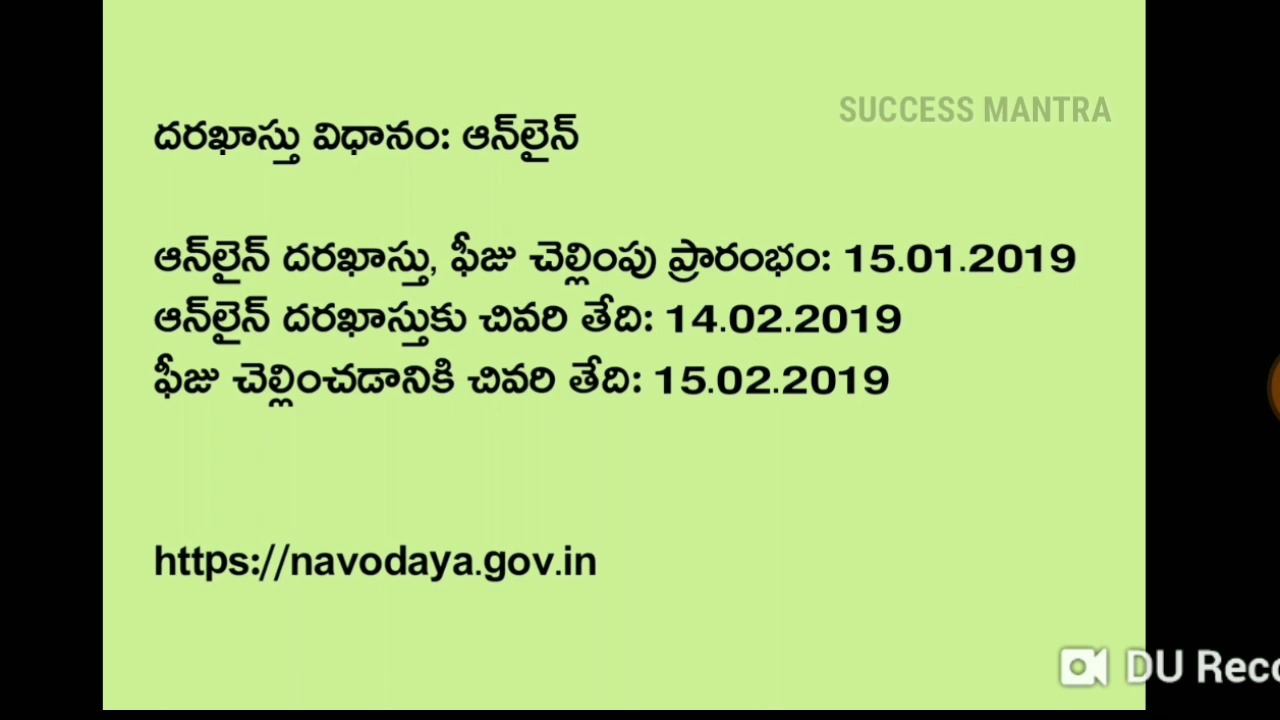 SUCCESS MANTRA
దరఖాస్తు విధానం: ఆన్‌లైన్
ఆన్‌లైన్ దరఖాస్తు, ఫీజు చెల్లింపు ప్రారంభం: 15.01.2019
ఆన్‌లైన్ దరఖాస్తుకు చివరి తేది: 14.02.2019
ఫీజు చెల్లించడానికి చివరి తేది: 15.02.2019
https://navodaya.gov.in
DU Reco